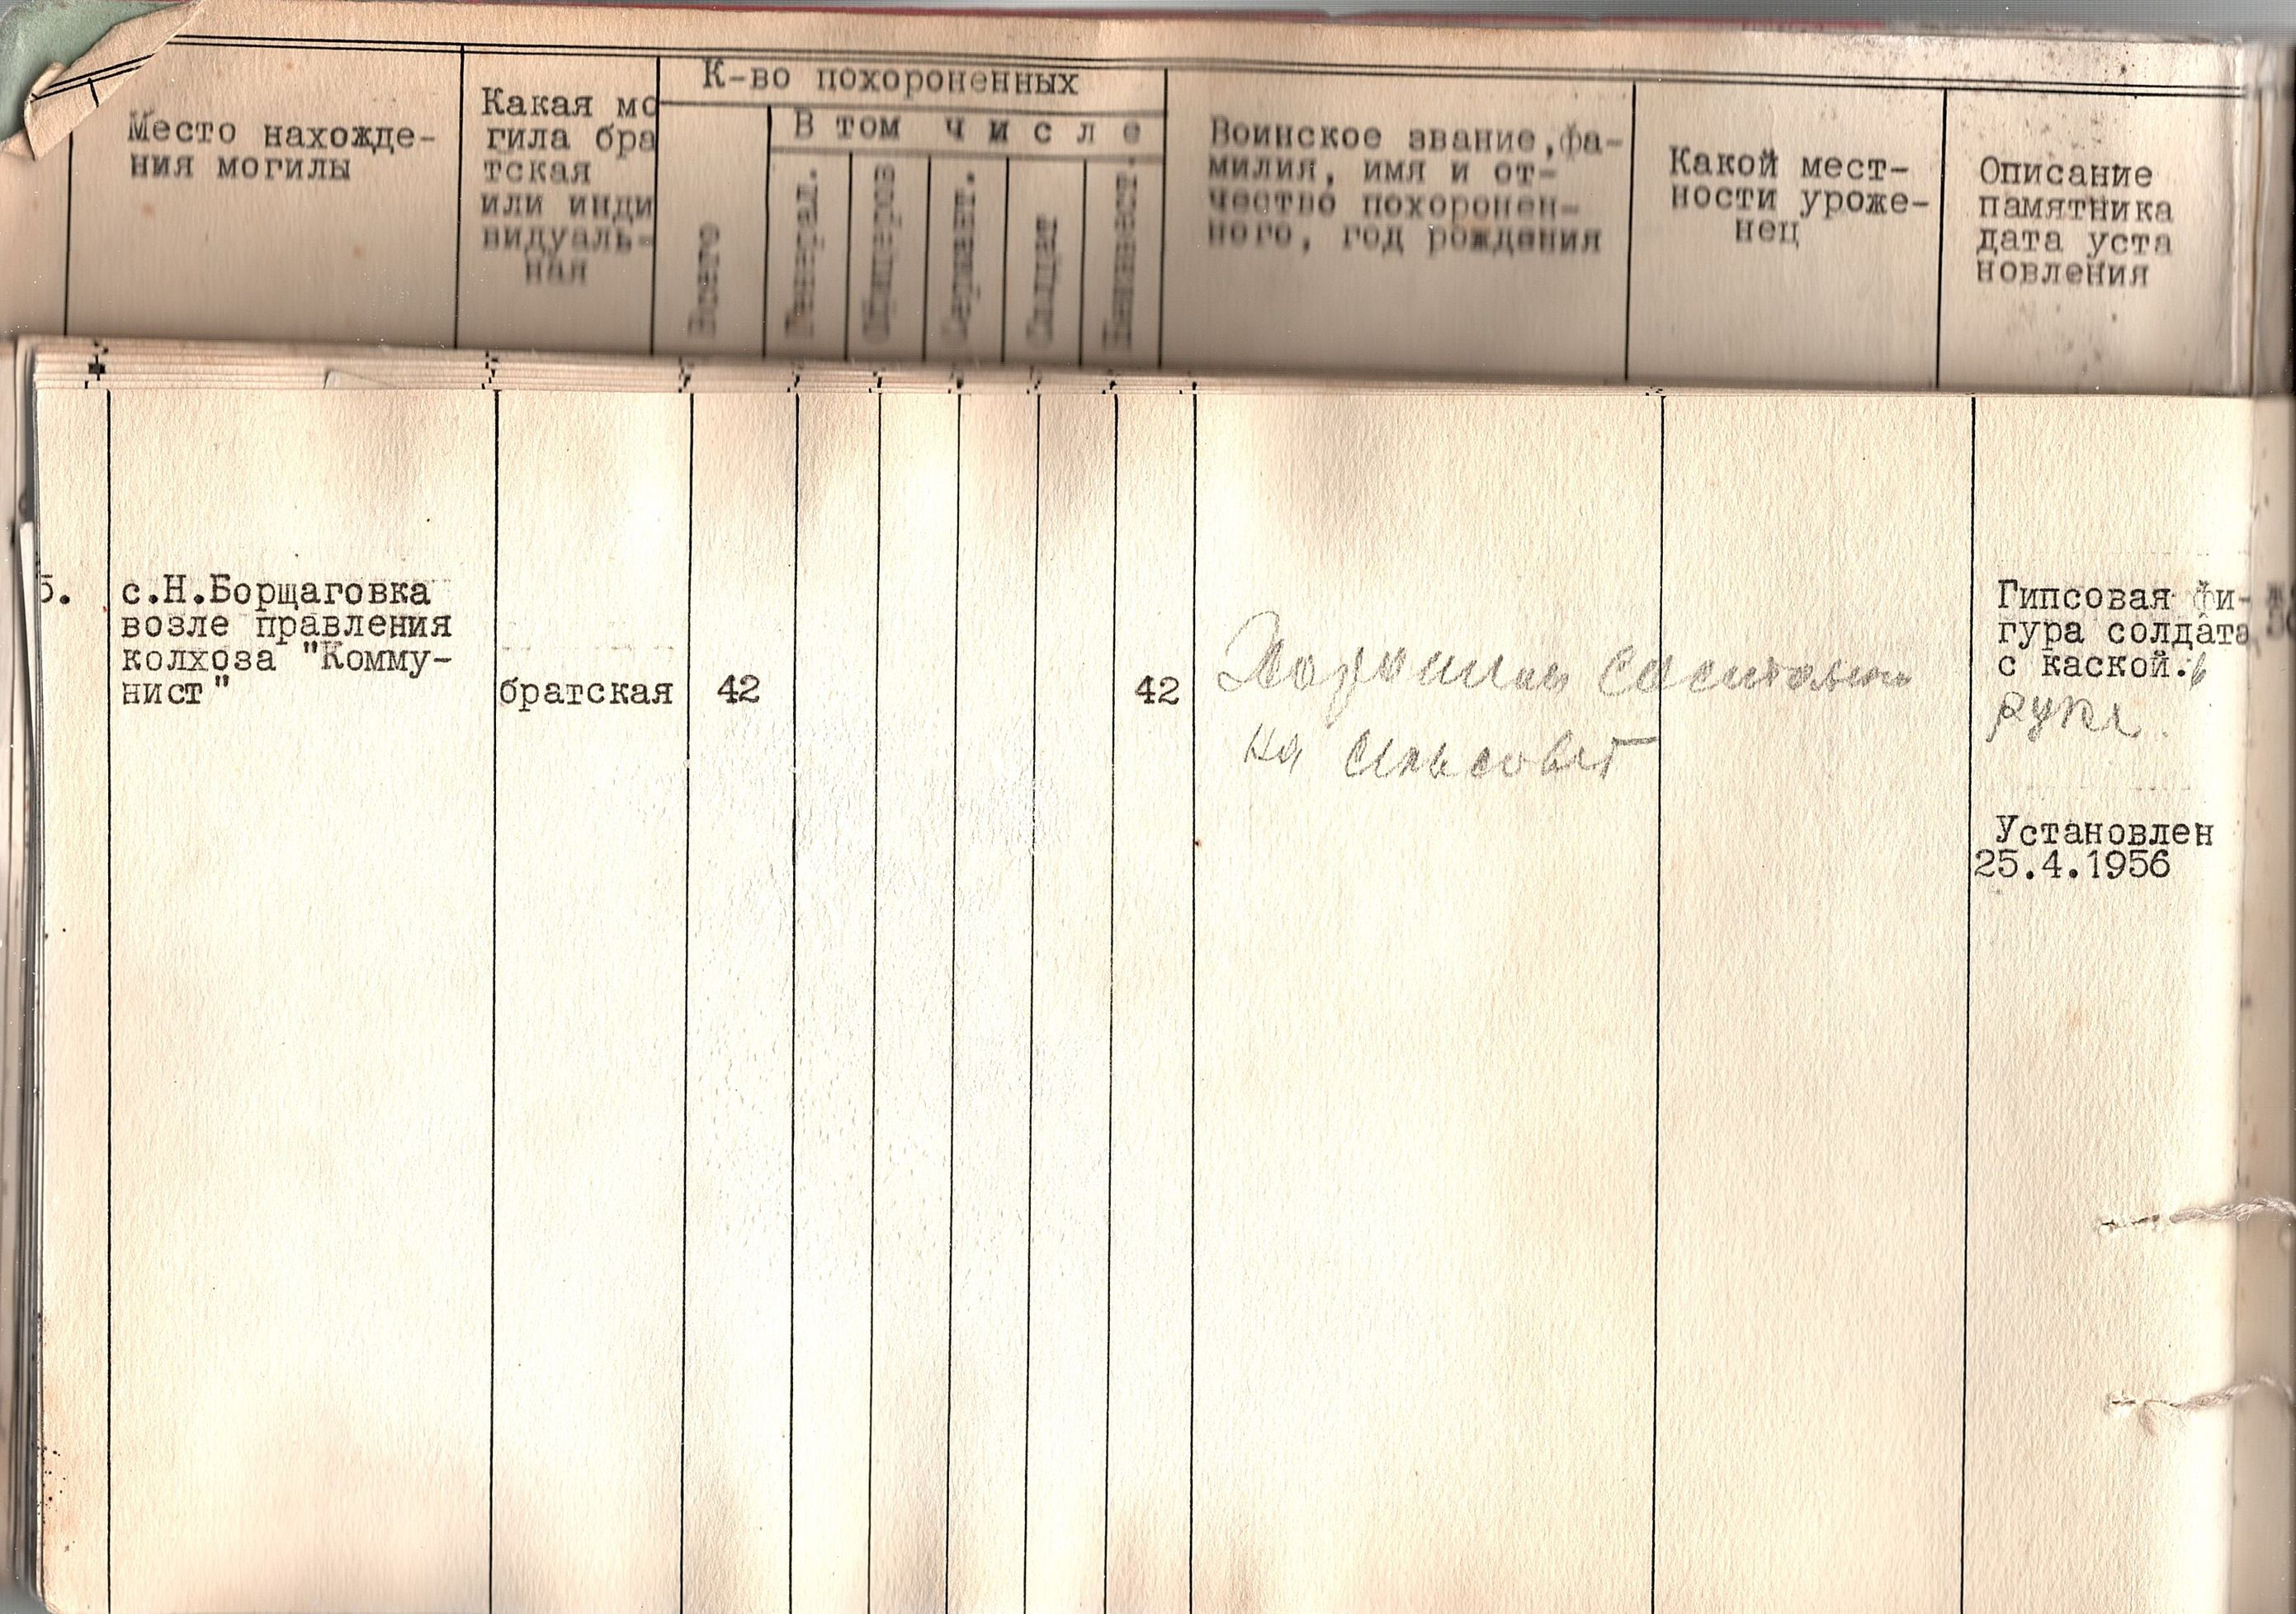 Место нахожде-
ния могилы
Какая мо
гила бра
тская
или инди
видуаль-
ная
К-во похороненных
В том числе
Всего
Генерал.
Офицеров
Сержант.
Солдат
Неизвест.
Воинское звание, фа-
милия, имя и от-
чество похоронен-
ного, год рождения
Какой мест-
ности уроже-
нец
Описание
памятника
дата уста
новления
5.
с.Н.Борщаговка
возле правления
колхоза "Комму-
нист"
братская
42
42
на сельсовет
Гипсовая фи-
гура солдата
с каской.в
руке.
Установлен
25.4.1956